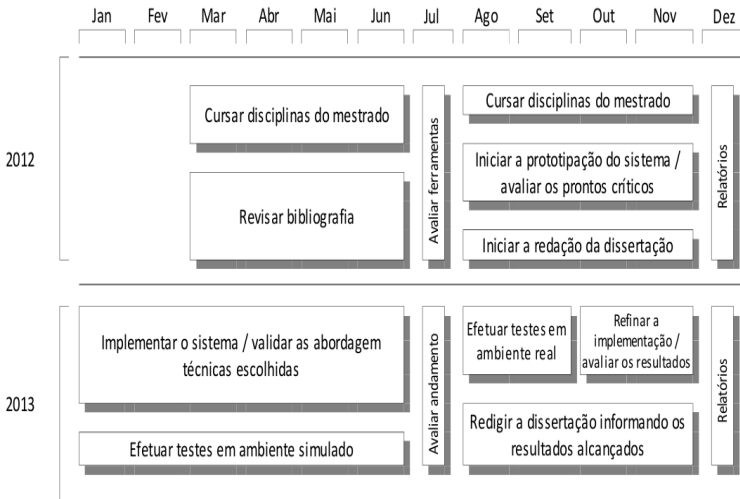 Jan Fev Mar Abr Mai Jun Jul Ago Set Out Nov Dez
2012
Cursar disciplinas do mestrado
Revisar bibliografia
Avaliar ferramentas
Cursar disciplinas do mestrado
Iniciar a prototipação do sistema /
avaliar os prontos críticos
Iniciar a redação da dissertação
Relatórios
2013
Implementar o sistema / validar as abordagem
técnicas escolhidas
Efetuar testes em ambiente simulado
Avaliar andamento
Efetuar testes em
ambiente real
Refinar a
implementação /
avaliar os resultados
Redigir a dissertação informando os
resultados alcançados
Relatórios